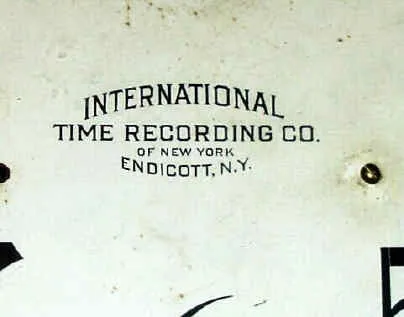 INTERNATIONAL
TIME RECORDING CO.
OF NEW YORK
ENDICOTT, N.Y.